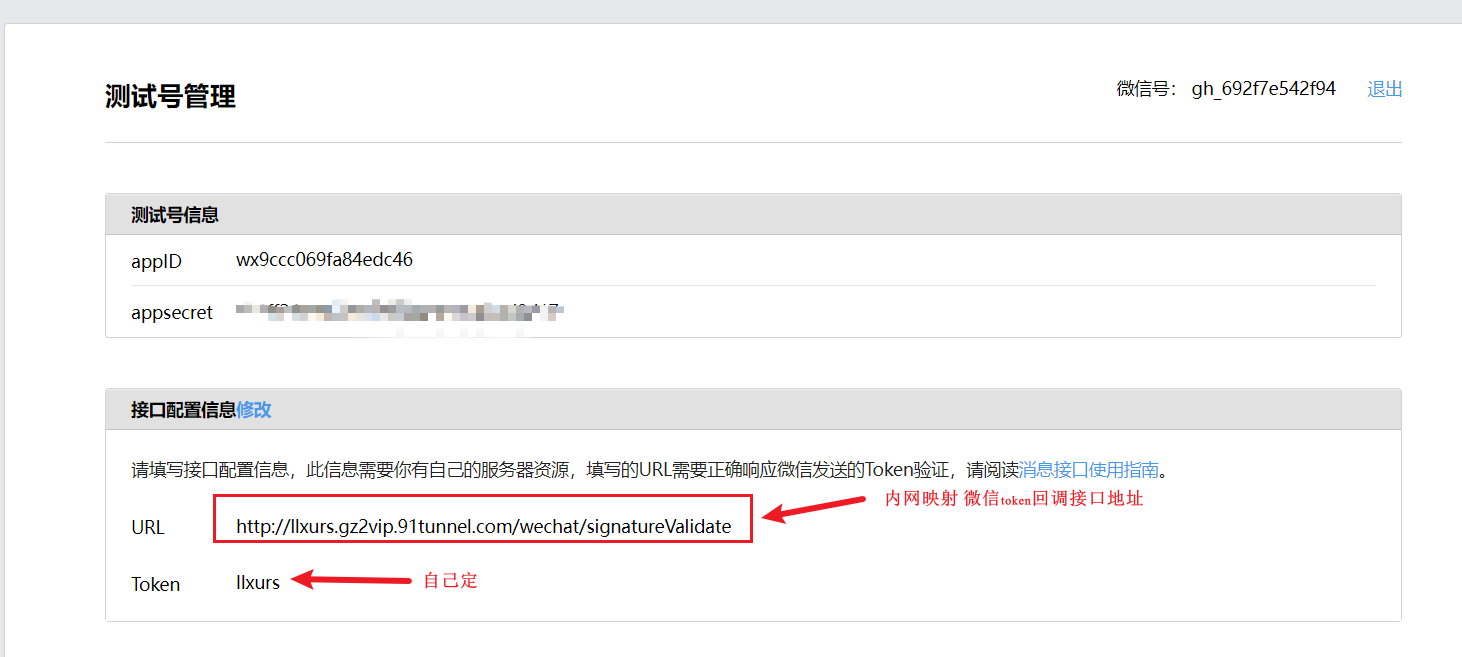 测试号管理
微信号： gh_692f7e542f94 退出
测试号信息
appID wx9ccc069fa84edc46
appsecret
接口配置信息修改
请填写接口配置信息，此信息需要你有自己的服务器资源，填写的URL需要正确响应微信发送的Token验证，请阅读消息接口使用指南。
内网映射 微信token回调接口地址
URL http://llxurs.gz2vip.91tunnel.com/wechat/signatureValidate
Token llxurs 自己定